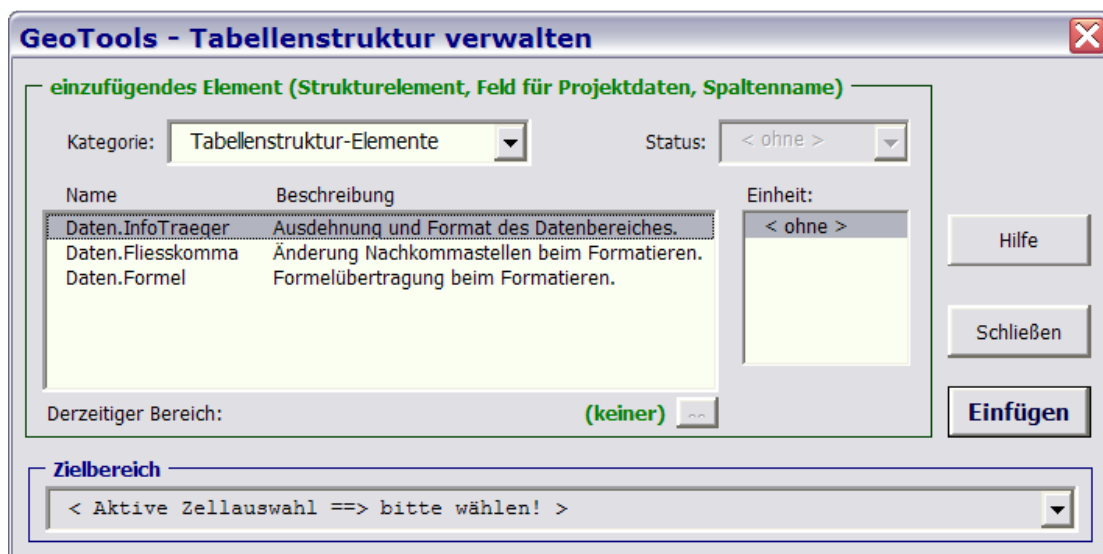 GeoTools - Tabellenstruktur verwalten
einzufügendes Element (Strukturelement, Feld für Projektdaten, Spaltenname)
Kategorie: Tabellenstruktur-Elemente Status: < ohne >
Name Beschreibung Einheit:
Daten.InfoTraeger Ausdehnung und Format des Datenbereiches. < ohne >
Daten.Fliesskomma Änderung Nachkommastellen beim Formatieren. Hilfe
Daten.Formel Formelübertragung beim Formatieren.
Schließen
Derzeitiger Bereich: (keiner) .. Einfügen
Zielbereich
< Aktive Zellauswahl ==> bitte wählen! >